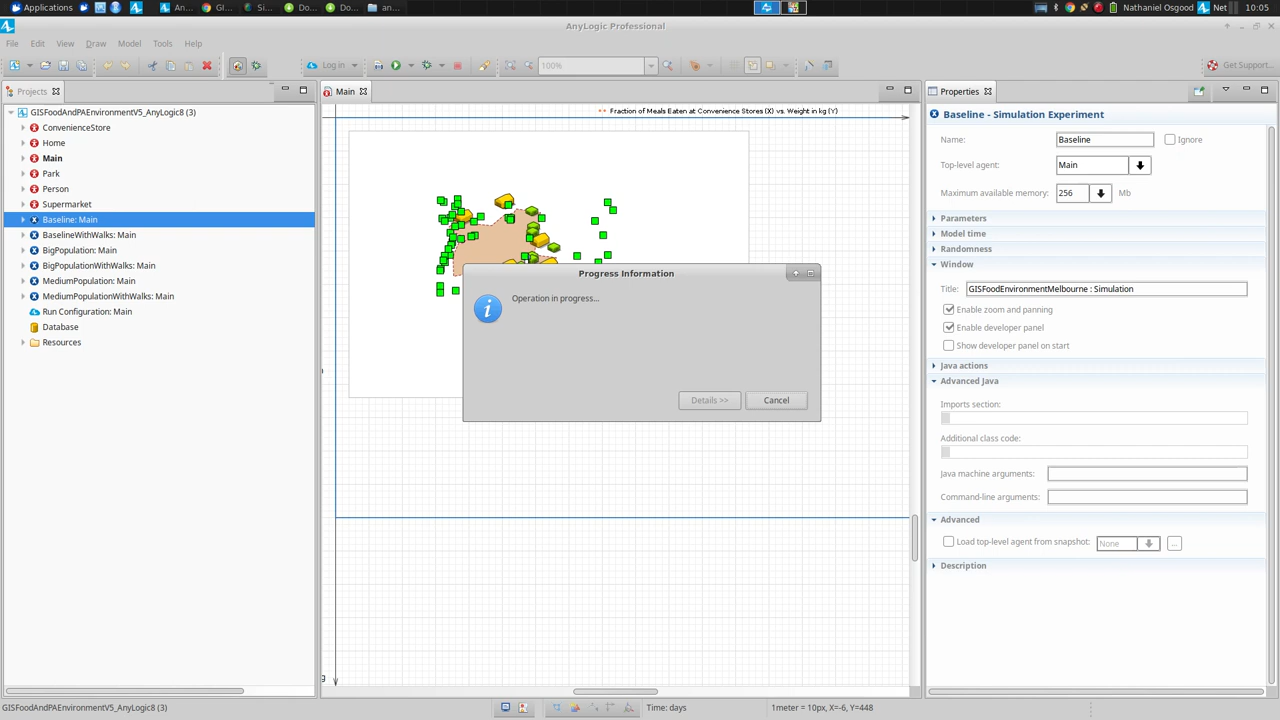 Applications
An...
Gl...
Si...
Do...
Do...
an...
Nathaniel Osgood
Net
10:05
AnyLogic Professional
File Edit View Draw Model Tools Help
Log in
100%
Get Support...
Projects
Main
Properties
GISFoodAndPAEnvironmentV5_AnyLogic8 (3)
ConvenienceStore
Home
Main
Park
Person
Supermarket
Baseline: Main
BaselineWithWalks: Main
BigPopulation: Main
BigPopulationWithWalks: Main
MediumPopulation: Main
MediumPopulationWithWalks: Main
Run Configuration: Main
Database
Resources
Fraction of Meals Eaten at Convenience Stores (X) vs. Weight in kg (Y)
Progress Information
Operation in progress...
Details >>
Cancel
Baseline - Simulation Experiment
Name: Baseline Ignore
Top-level agent: Main
Maximum available memory: 256 Mb
Parameters
Model time
Randomness
Window
Title: GISFoodEnvironmentMelbourne : Simulation
Enable zoom and panning
Enable developer panel
Show developer panel on start
Java actions
Advanced Java
Imports section:
Additional class code:
Java machine arguments:
Command-line arguments:
Advanced
Load top-level agent from snapshot: None ...
Description
GISFoodAndPAEnvironmentV5_AnyLogic8 (3)
Time: days
1meter = 10px, X=-6, Y=448